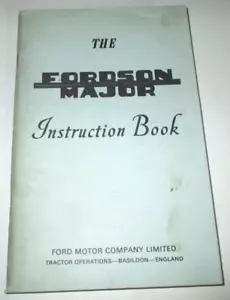 THE
FORDSON
MAJOR
Instruction Book
FORD MOTOR COMPANY LIMITED
TRACTOR OPERATIONS—BASILDON—ENGLAND